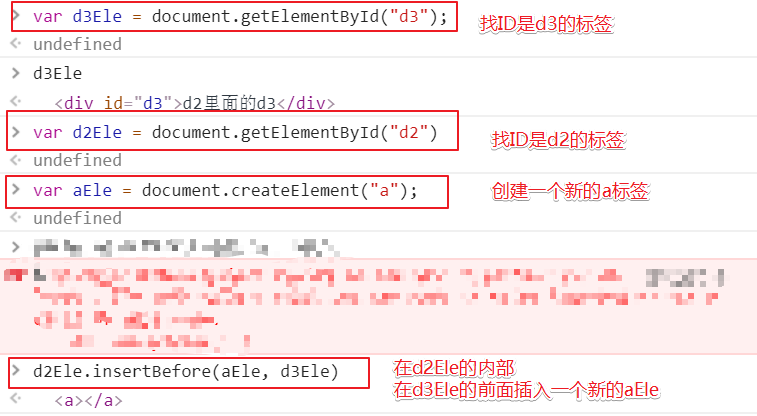 var d3Ele = document.getElementById("d3");
找ID是d3的标签
undefined
d3Ele
<div id="d3">d2里面的d3</div>
var d2Ele = document.getElementById("d2")
找ID是d2的标签
undefined
var aEle = document.createElement("a");
创建一个新的a标签
undefined
d2Ele.insertBefore(aEle, d3Ele)
在d2Ele的内部
在d3Ele的前面插入一个新的aEle
<a></a>